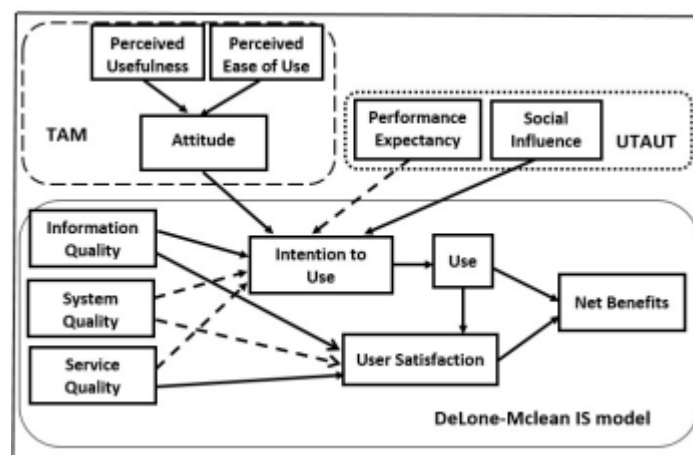 Perceived
Usefulness
Perceived
Ease of Use
TAM
Attitude
Performance
Expectancy
Social
Influence
UTAUT
Information
Quality
Intention to
Use
Use
System
Quality
Net Benefits
Service
Quality
User Satisfaction
DeLone-Mclean IS model